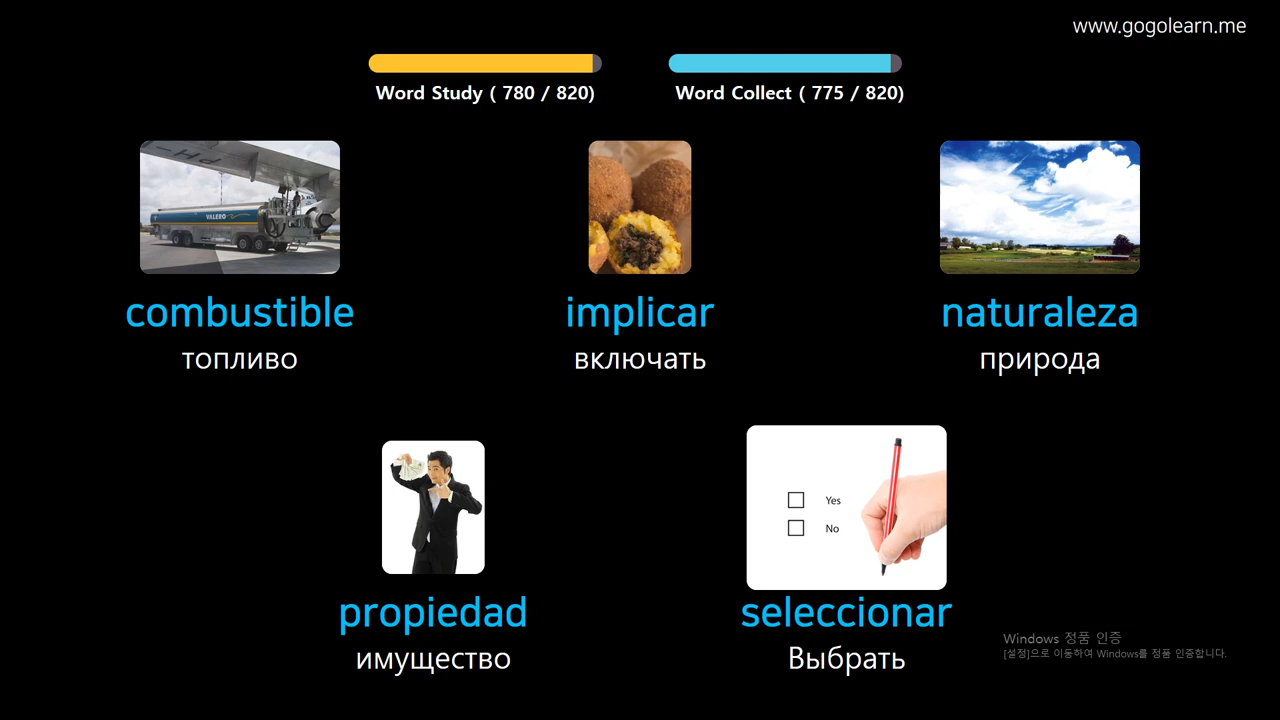 www.gogolearn.me
Word Study ( 780 / 820)
Word Collect ( 775 / 820)
VALERO
combustible
implicar
naturaleza
топливо
включать
природа
Yes
No
propiedad
seleccionar
имущество
Выбрать
Windows 정품 인증
[설정]으로 이동하여 Windows를 정품 인증합니다.